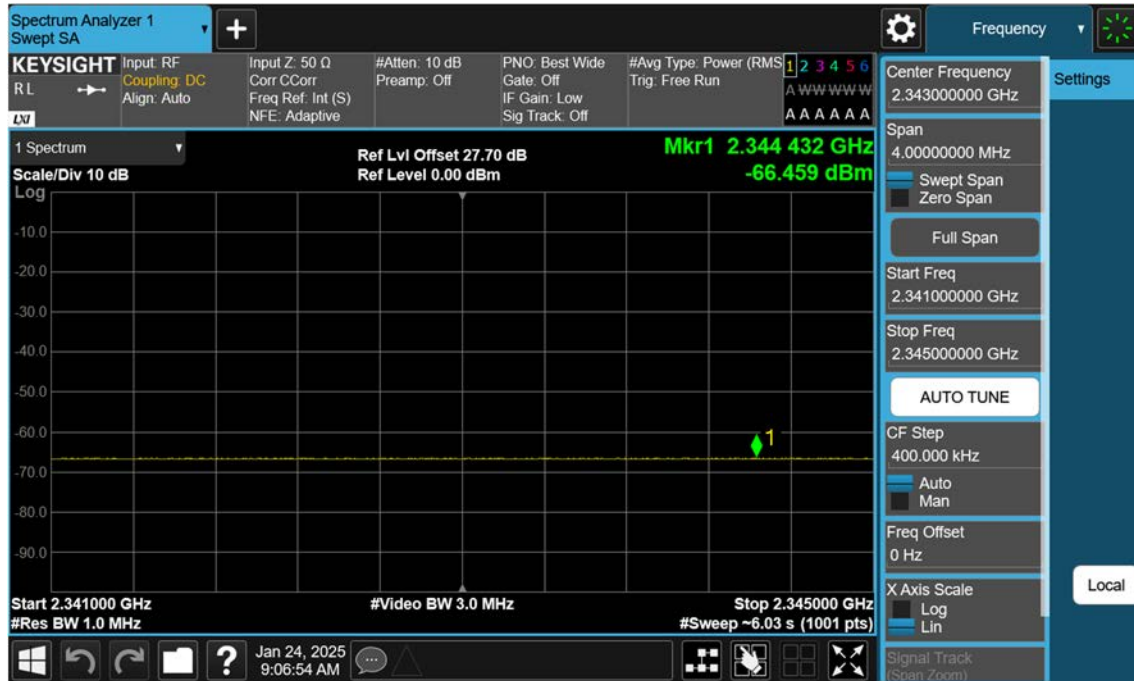 Spectrum Analyzer 1
Swept SA
+
Frequency
KEYSIGHT
RL
LXI
Input: RF
Coupling: DC
Align: Auto
Input Z: 50 Ω
Corr CCorr
Freq Ref: Int (S)
NFE: Adaptive
#Atten: 10 dB
Preamp: Off
PNO: Best Wide
Gate: Off
IF Gain: Low
Sig Track: Off
#Avg Type: Power (RMS
Trig: Free Run
1 2 3 4 5 6
A W W W W W
A A A A A A
1 Spectrum
Scale/Div 10 dB
Log
Ref Lvl Offset 27.70 dB
Ref Level 0.00 dBm
Mkr1 2.344 432 GHz
-66.459 dBm
-10.0
-20.0
-30.0
-40.0
-50.0
-60.0
-70.0
-80.0
-90.0
1
Start 2.341000 GHz
#Res BW 1.0 MHz
#Video BW 3.0 MHz
Stop 2.345000 GHz
#Sweep ~6.03 s (1001 pts)
Center Frequency
2.343000000 GHz
Span
4.00000000 MHz
Swept Span
Zero Span
Full Span
Start Freq
2.341000000 GHz
Stop Freq
2.345000000 GHz
AUTO TUNE
CF Step
400.000 kHz
Auto
Man
Freq Offset
0 Hz
X Axis Scale
Log
Lin
Signal Track
(Span Zoom)
Settings
Local
?
Jan 24, 2025
9:06:54 AM